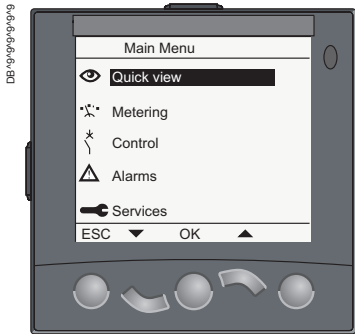 Main Menu
Quick view
Metering
Control
Alarms
Services
ESC OK